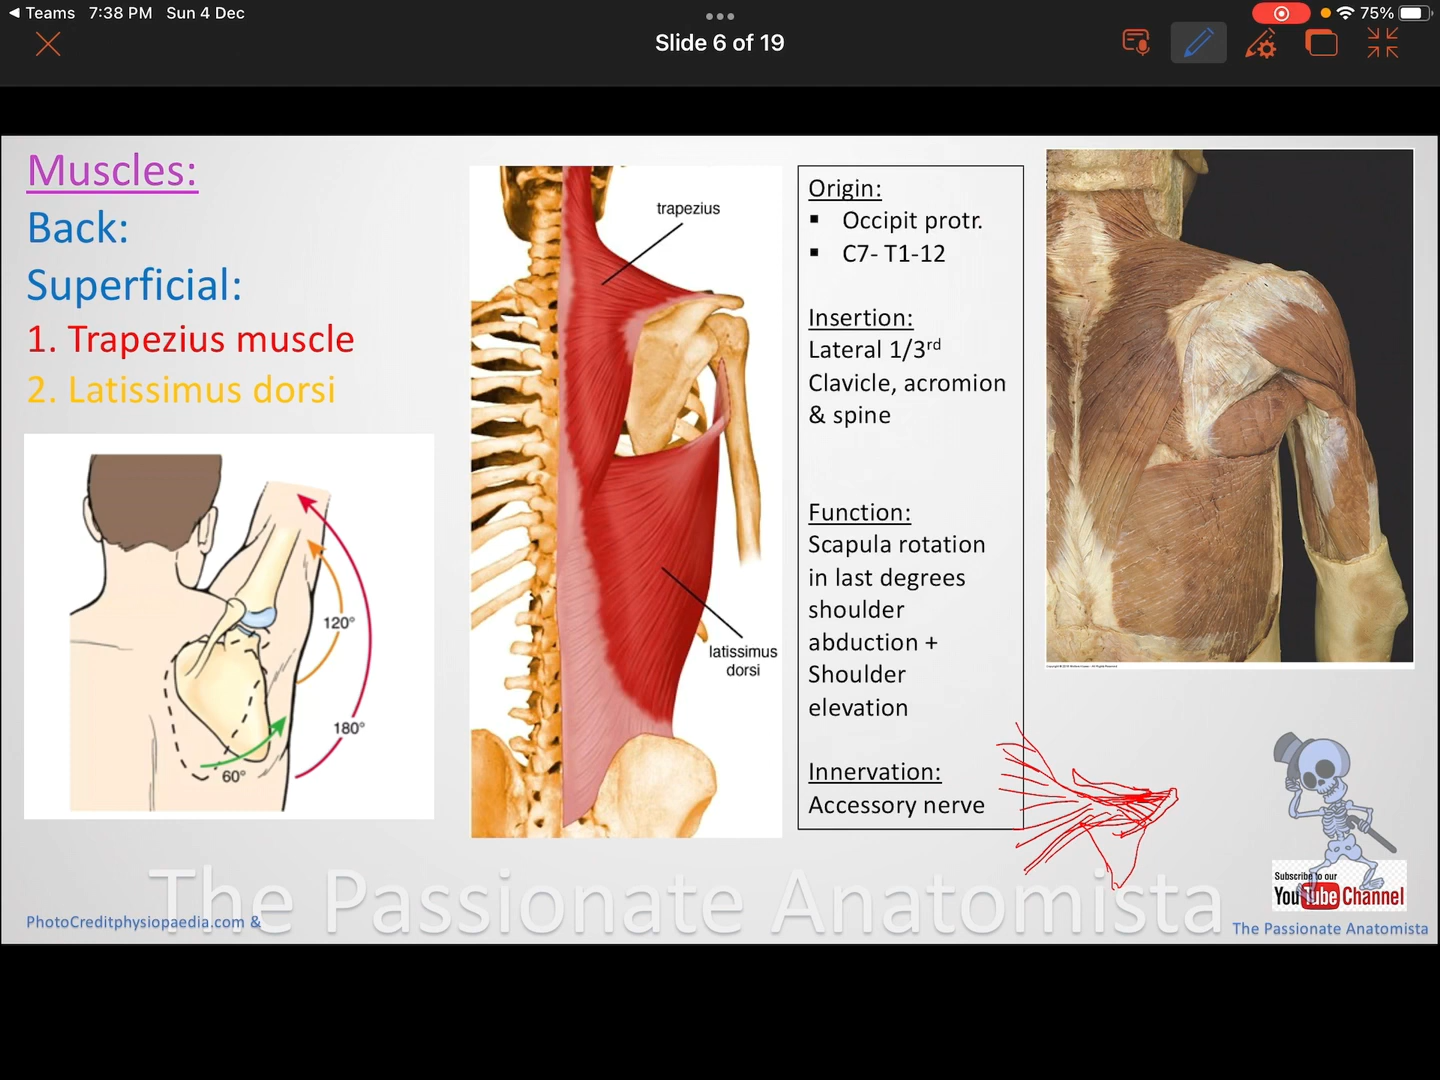 Teams 7:38 PM Sun 4 Dec
75%
Slide 6 of 19
Muscles:
Back:
Superficial:
1. Trapezius muscle
2. Latissimus dorsi
120°
180°
60°
trapezius
latissimus
dorsi
Origin:
▪ Occipit protr.
▪ C7- T1-12
Insertion:
Lateral 1/3rd
Clavicle, acromion
& spine
Function:
Scapula rotation
in last degrees
shoulder
abduction +
Shoulder
elevation
Innervation:
Accessory nerve
The Passionate Anatomista
PhotoCreditphysiopaedia.com &
Subscribe to our
YouTube Channel
The Passionate Anatomista